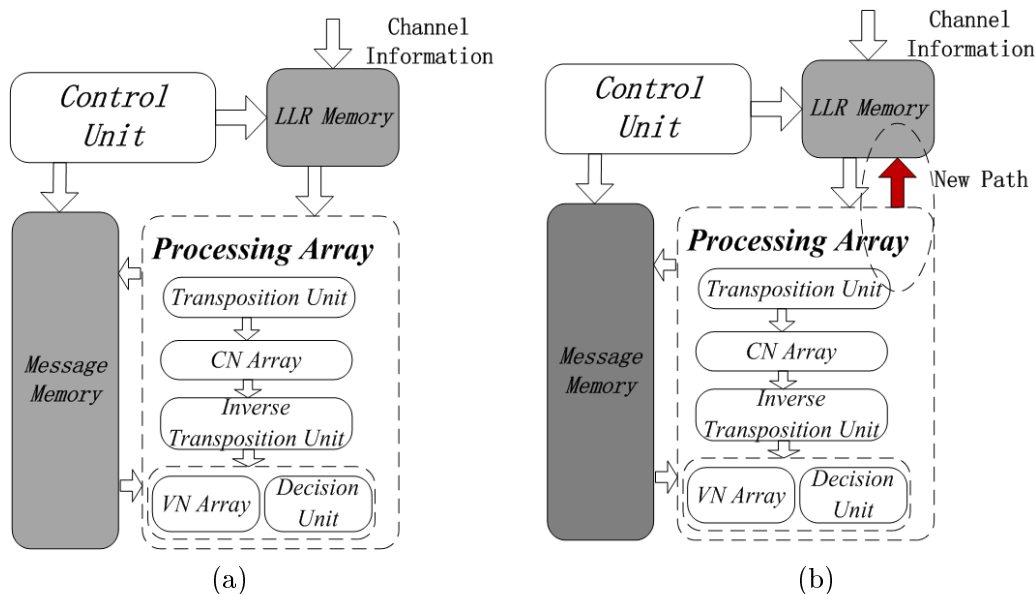 Channel
Information
Control
Unit
LLR Memory
Processing Array
Transposition Unit
CN Array
Message
Memory
Inverse
Transposition Unit
VN Array
Decision
Unit
(a)
Channel
Information
Control
Unit
LLR Memory
New Path
Processing Array
Transposition Unit
CN Array
Message
Memory
Inverse
Transposition Unit
VN Array
Decision
Unit
(b)